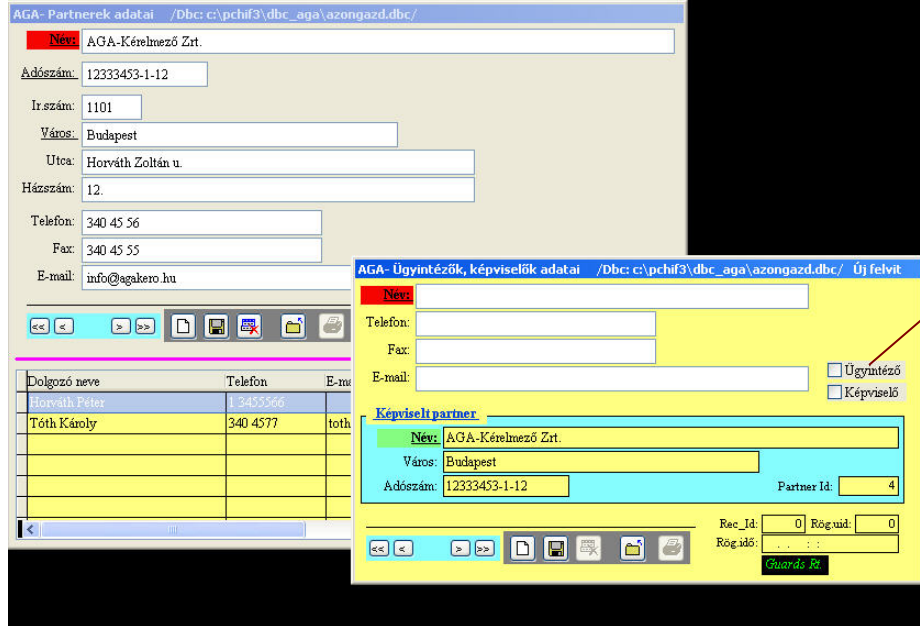 AGA- Partnerek adatai /Dbc: c:\pchif3\dbc_aga\azongazd.dbc/
Név: AGA-Kérelmező Zrt.
Adószám: 12333453-1-12
Ir.szám: 1101
Város: Budapest
Utca: Horváth Zoltán u.
Házszám: 12.
Telefon: 340 45 56
Fax: 340 45 55
E-mail: info@agakero.hu
<< < > >>
Dolgozó neve Telefon E-ma
Horváth Péter 1 3455566
Tóth Károly 340 4577 toth
AGA- Ügyintézők, képviselők adatai /Dbc: c:\pchif3\dbc_aga\azongazd.dbc/ Új felvit
Név:
Telefon:
Fax:
E-mail:
Ügyintéző
Képviselő
Képviselt partner
Név: AGA-Kérelmező Zrt.
Város: Budapest
Adószám: 12333453-1-12 Partner Id: 4
Rec_Id: 0 Rög.uid: 0
Rög.idő: . . : :
<< < > >>
Guards Rt.